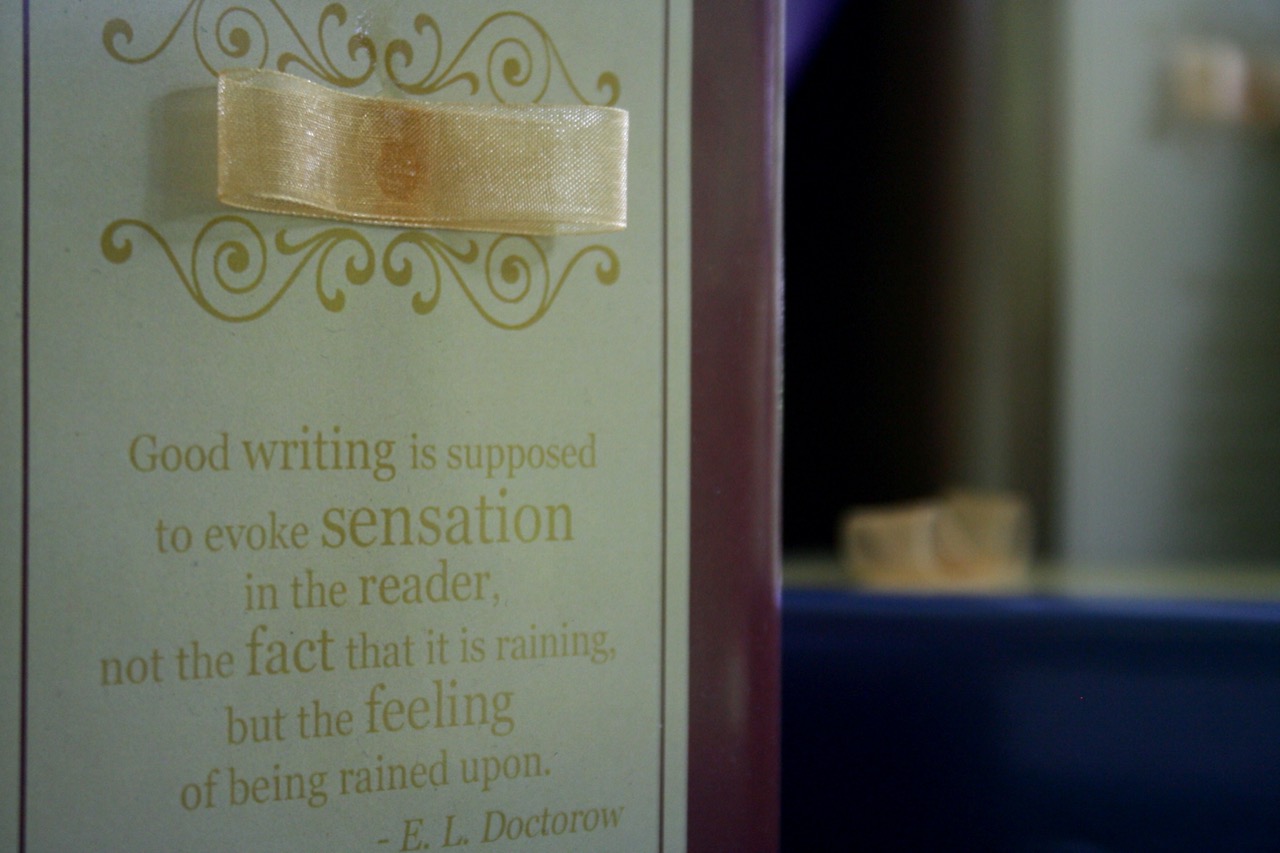 Good writing is supposed
to evoke sensation
in the reader,
not the fact that it is raining,
but the feeling
of being rained upon.
- E. L. Doctorow